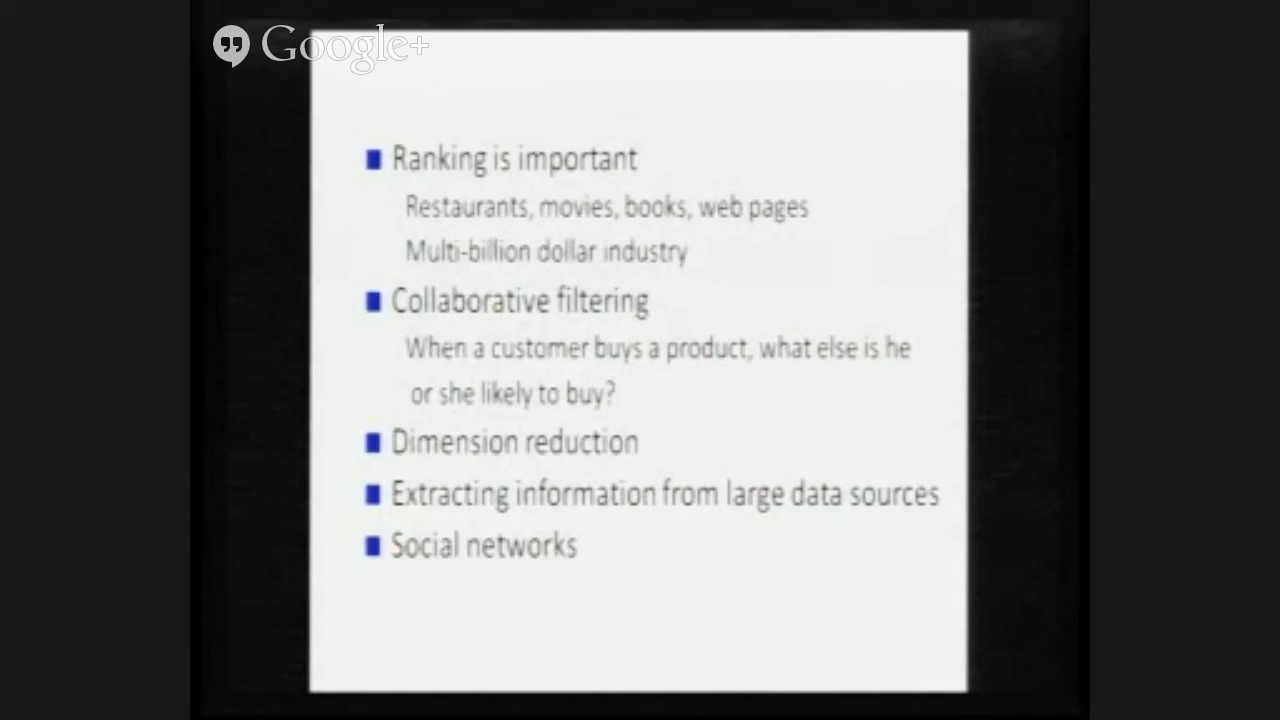 Google+
Ranking is important
Restaurants, movies, books, web pages
Multi-billion dollar industry
Collaborative filtering
When a customer buys a product, what else is he
or she likely to buy?
Dimension reduction
Extracting information from large data sources
Social networks